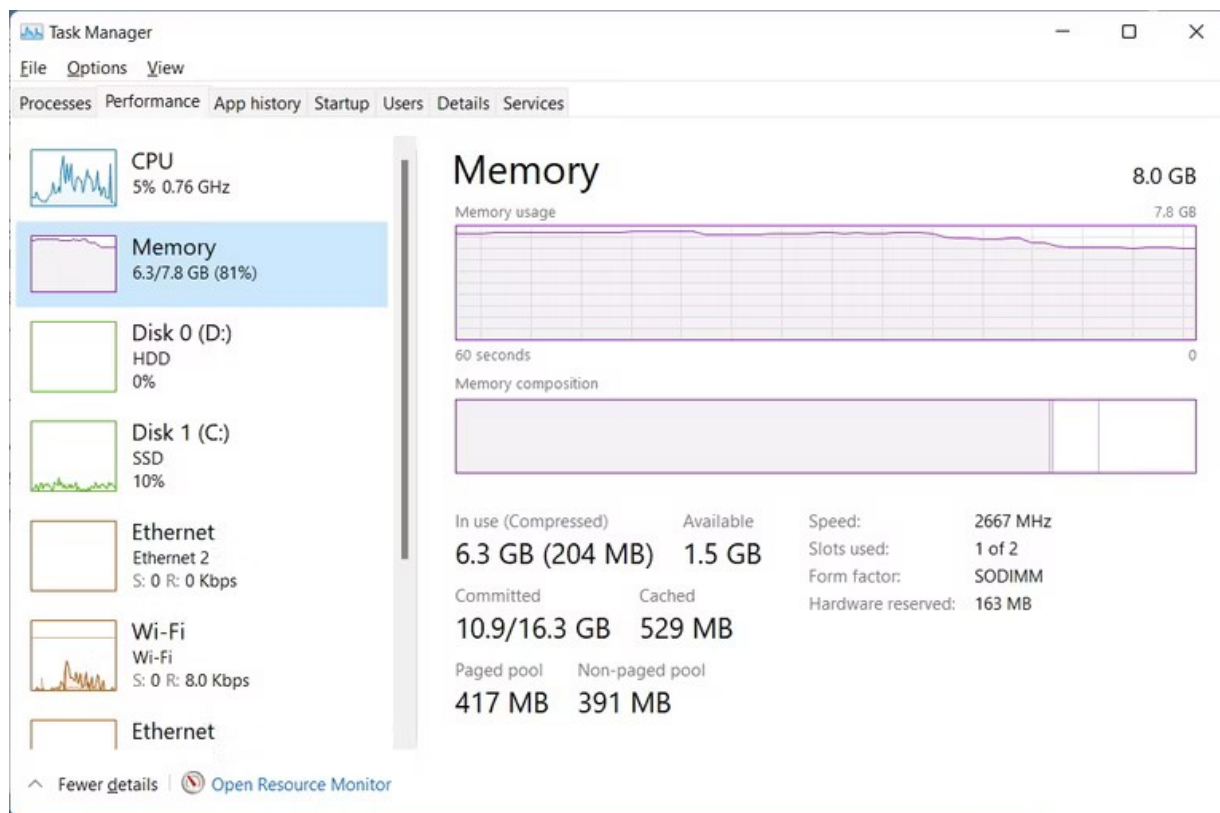 Task Manager
File Options View
Processes Performance App history Startup Users Details Services
CPU
5% 0.76 GHz
Memory
6.3/7.8 GB (81%)
Disk 0 (D:)
HDD
0%
Disk 1 (C:)
SSD
10%
Ethernet
Ethernet 2
S: 0 R: 0 Kbps
Wi-Fi
Wi-Fi
S: 0 R: 8.0 Kbps
Ethernet
Memory 8.0 GB
Memory usage 7.8 GB
60 seconds 0
Memory composition
In use (Compressed) Available
6.3 GB (204 MB) 1.5 GB
Committed Cached
10.9/16.3 GB 529 MB
Paged pool Non-paged pool
417 MB 391 MB
Speed: 2667 MHz
Slots used: 1 of 2
Form factor: SODIMM
Hardware reserved: 163 MB
Fewer details Open Resource Monitor